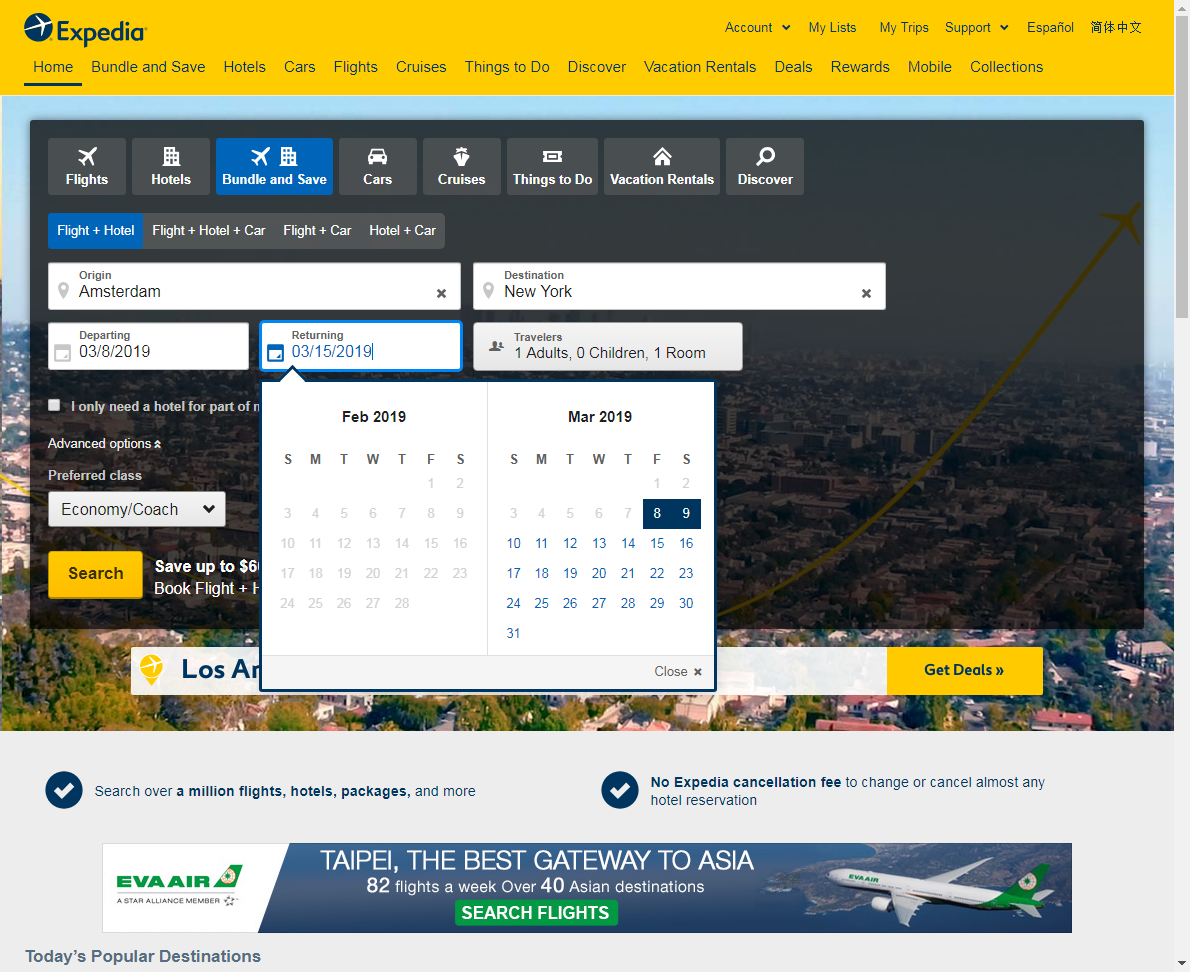 Expedia
Account My Lists My Trips Support Español 简体中文
Home Bundle and Save Hotels Cars Flights Cruises Things to Do Discover Vacation Rentals Deals Rewards Mobile Collections
Flights Hotels Bundle and Save Cars Cruises Things to Do Vacation Rentals Discover
Flight + Hotel Flight + Hotel + Car Flight + Car Hotel + Car
Origin
Amsterdam
Destination
New York
Departing
03/8/2019
Returning
03/15/2019
Travelers
1 Adults, 0 Children, 1 Room
I only need a hotel for part of
Advanced options
Preferred class
Economy/Coach
Search
Save up to $6
Book Flight +
Feb 2019
S M T W T F S
1 2
3 4 5 6 7 8 9
10 11 12 13 14 15 16
17 18 19 20 21 22 23
24 25 26 27 28
Mar 2019
S M T W T F S
1 2
3 4 5 6 7 8 9
10 11 12 13 14 15 16
17 18 19 20 21 22 23
24 25 26 27 28 29 30
31
Close
Los
Get Deals »
Search over a million flights, hotels, packages, and more
No Expedia cancellation fee to change or cancel almost any
hotel reservation
EVA AIR
A STAR ALLIANCE MEMBER
TAIPEI, THE BEST GATEWAY TO ASIA
82 flights a week Over 40 Asian destinations
SEARCH FLIGHTS
EVA AIR
Today's Popular Destinations